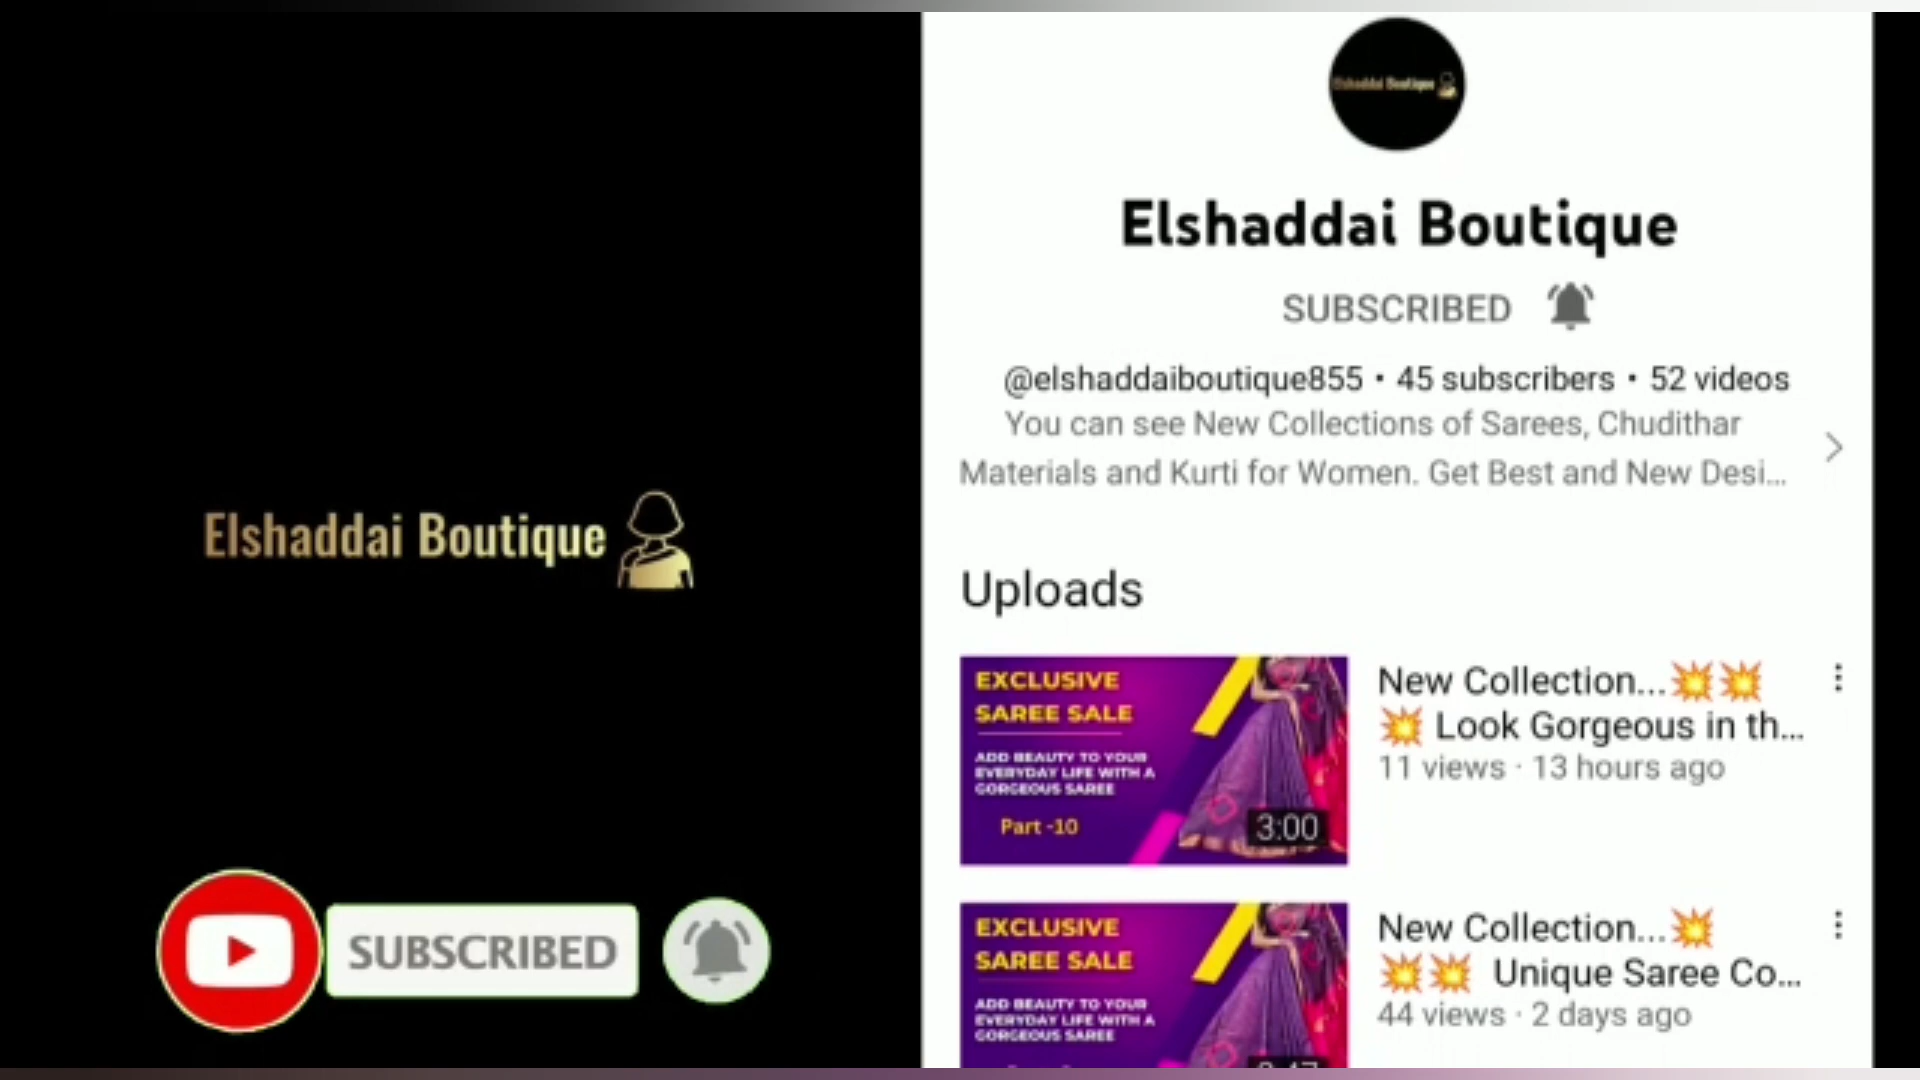 Elshaddai Boutique
SUBSCRIBED
Elshaddai Boutique
Elshaddai Boutique
SUBSCRIBED
@elshaddaiboutique855 • 45 subscribers • 52 videos
You can see New Collections of Sarees, Chudithar
Materials and Kurti for Women. Get Best and New Desi...
Uploads
EXCLUSIVE
SAREE SALE
ADD BEAUTY TO YOUR
EVERYDAY LIFE WITH A
GORGEOUS SAREE
Part -10
3:00
New Collection...💥💥
💥 Look Gorgeous in th...
11 views · 13 hours ago
EXCLUSIVE
SAREE SALE
ADD BEAUTY TO YOUR
EVERYDAY LIFE WITH A
GORGEOUS SAREE
New Collection...💥
💥💥 Unique Saree Co...
44 views · 2 days ago